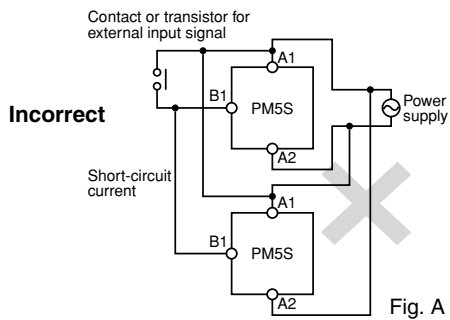 Contact or transistor for
external input signal
A1
B1
PM5S
Power
supply
Incorrect
A2
Short-circuit
current
A1
B1
PM5S
A2
Fig. A